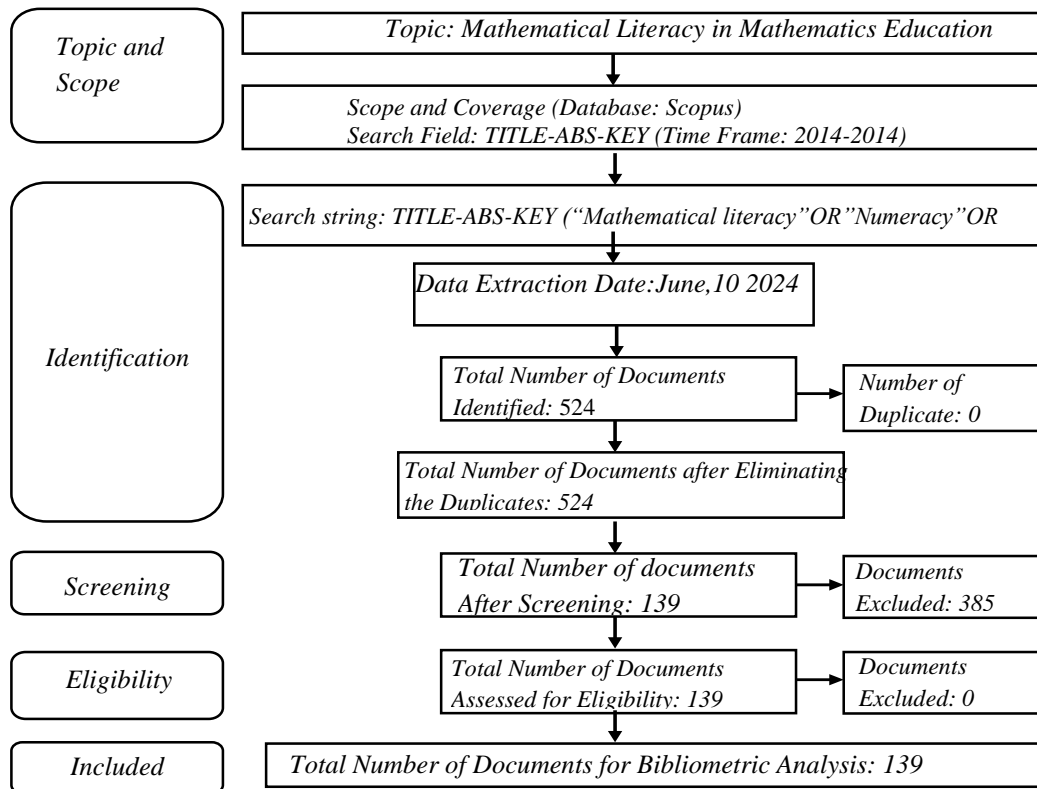 Topic and
Scope
Topic: Mathematical Literacy in Mathematics Education
Scope and Coverage (Database: Scopus)
Search Field: TITLE-ABS-KEY (Time Frame: 2014-2014)
Identification
Search string: TITLE-ABS-KEY (“Mathematical literacy”OR”Numeracy”OR
Data Extraction Date:June,10 2024
Total Number of Documents
Identified: 524
Number of
Duplicate: 0
Total Number of Documents after Eliminating
the Duplicates: 524
Screening
Total Number of documents
After Screening: 139
Documents
Excluded: 385
Eligibility
Total Number of Documents
Assessed for Eligibility: 139
Documents
Excluded: 0
Included
Total Number of Documents for Bibliometric Analysis: 139